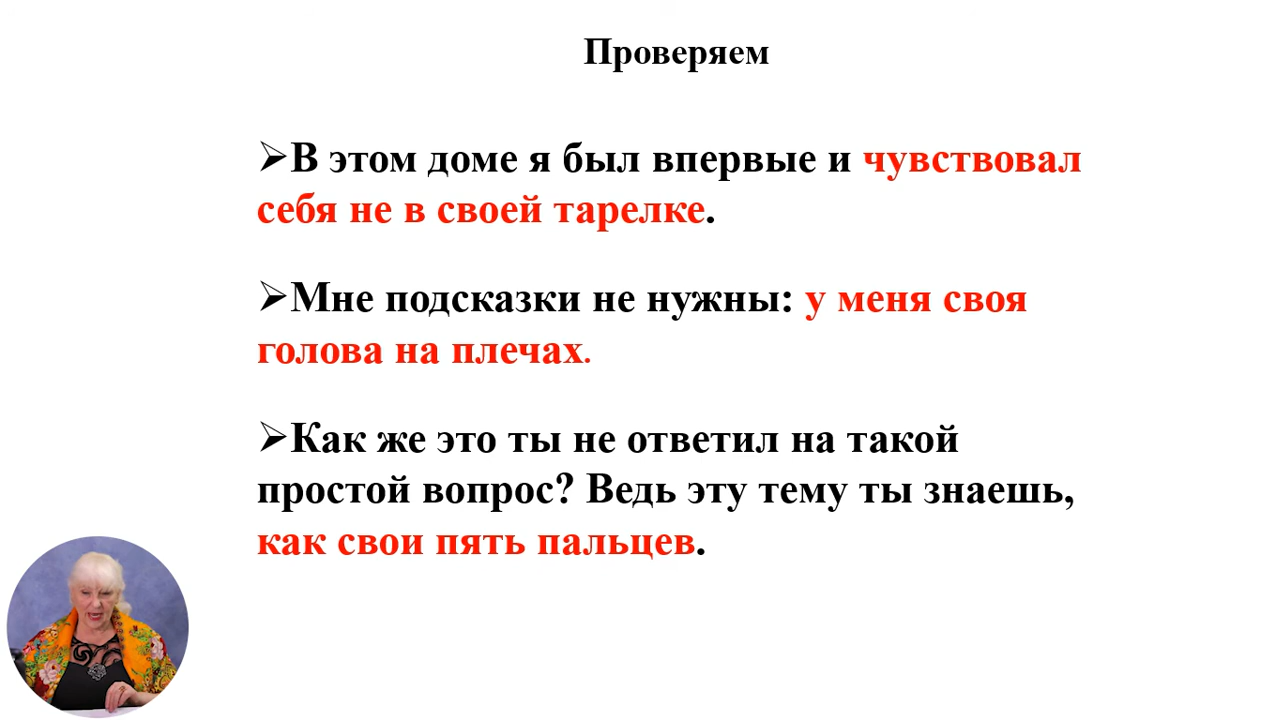 Проверяем
➢В этом доме я был впервые и чувствовал
себя не в своей тарелке.
➢Мне подсказки не нужны: у меня своя
голова на плечах.
➢Как же это ты не ответил на такой
простой вопрос? Ведь эту тему ты знаешь,
как свои пять пальцев.